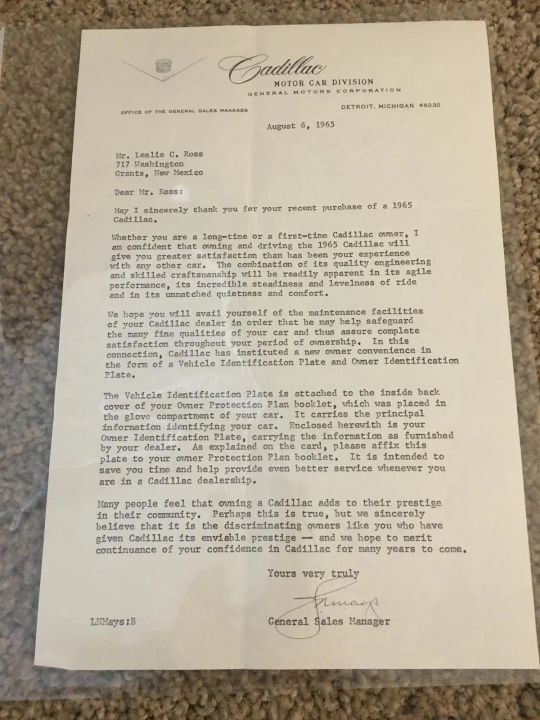 Cadillac
MOTOR CAR DIVISION
GENERAL MOTORS CORPORATION
OFFICE OF THE GENERAL SALES MANAGER
DETROIT, MICHIGAN 48232
August 6, 1965
Mr. Leslie C. Ross
717 Washington
Grants, New Mexico
Dear Mr. Ross:
May I sincerely thank you for your recent purchase of a 1965
Cadillac.
Whether you are a long-time or a first-time Cadillac owner, I
am confident that owning and driving the 1965 Cadillac will
give you greater satisfaction than has been your experience
with any other car. The combination of its quality engineering
and skilled craftsmanship will be readily apparent in its agile
performance, its incredible steadiness and levelness of ride
and in its unmatched quietness and comfort.
We hope you will avail yourself of the maintenance facilities
of your Cadillac dealer in order that he may help safeguard
the many fine qualities of your car and thus assure complete
satisfaction throughout your period of ownership. In this
connection, Cadillac has instituted a new owner convenience in
the form of a Vehicle Identification Plate and Owner Identification
Plate.
The Vehicle Identification Plate is attached to the inside back
cover of your Owner Protection Plan booklet, which was placed in
the glove compartment of your car. It carries the principal
information identifying your car. Enclosed herewith is your
Owner Identification Plate, carrying the information as furnished
by your dealer. As explained on the card, please affix this
plate to your owner Protection Plan booklet. It is intended to
save you time and help provide even better service whenever you
are in a Cadillac dealership.
Many people feel that owning a Cadillac adds to their prestige
in their community. Perhaps this is true, but we sincerely
believe that it is the discriminating owners like you who have
given Cadillac its enviable prestige -- and we hope to merit
continuance of your confidence in Cadillac for many years to come.
Yours very truly
General Sales Manager
LNMays:B